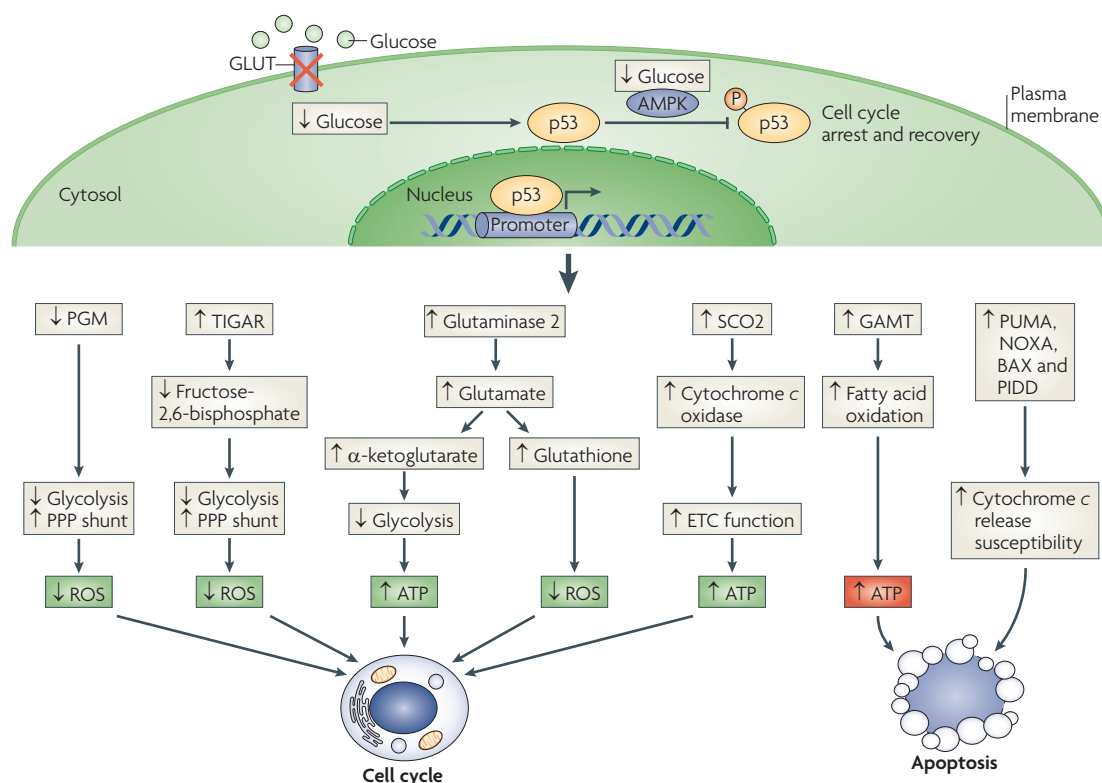 Glucose
GLUT
↓ Glucose
p53
↓ Glucose
AMPK
P
p53
Cell cycle
arrest and recovery
Plasma
membrane
Cytosol
Nucleus
p53
Promoter
↓ PGM
↑ TIGAR
↑ Glutaminase 2
↑ SCO2
↑ GAMT
↑ PUMA,
NOXA,
BAX and
PIDD
↓ Fructose-
2,6-bisphosphate
↑ Glutamate
↑ Cytochrome c
oxidase
↑ Fatty acid
oxidation
↑ α-ketoglutarate
↑ Glutathione
↓ Glycolysis
↑ PPP shunt
↓ Glycolysis
↑ PPP shunt
↓ Glycolysis
↑ ETC function
↑ Cytochrome c
release
susceptibility
↓ ROS
↓ ROS
↑ ATP
↓ ROS
↑ ATP
↑ ATP
Cell cycle
Apoptosis